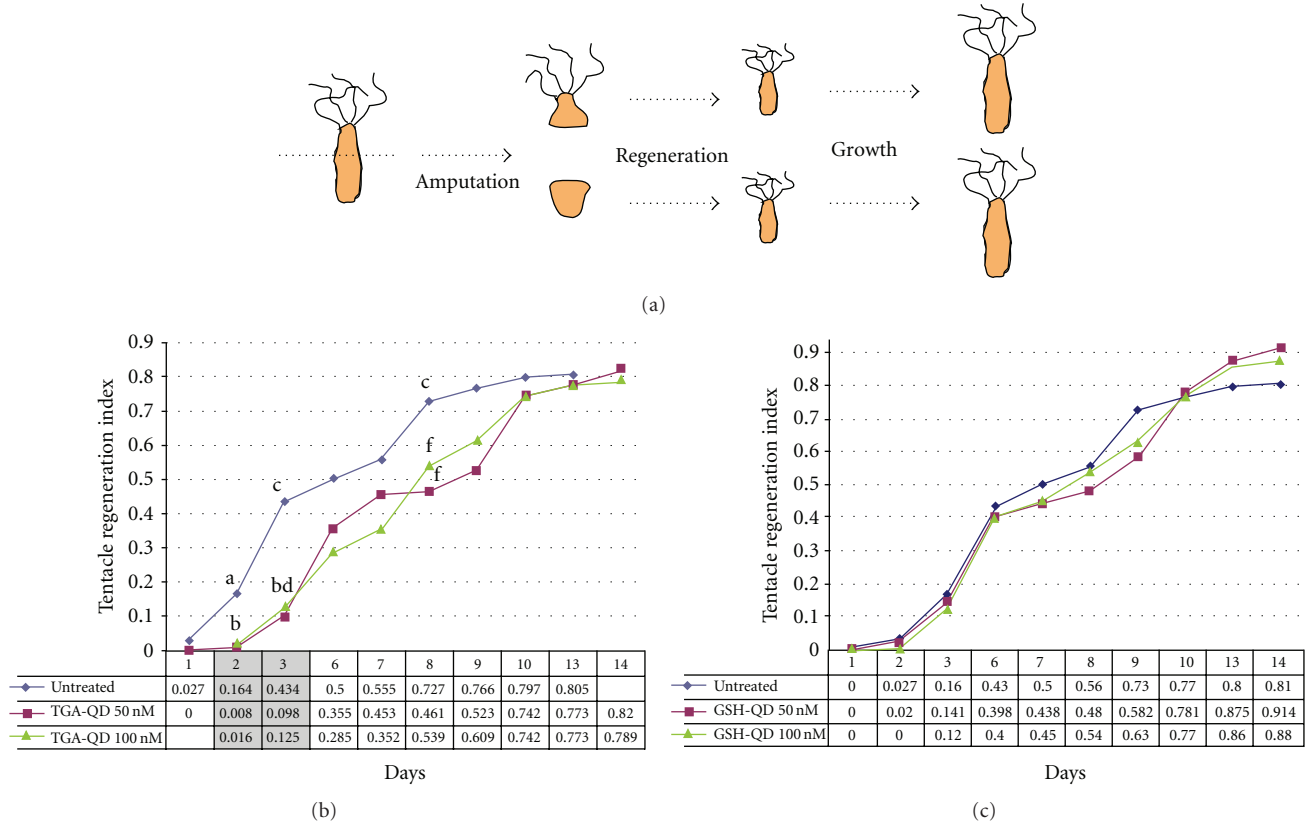 Amputation
Regeneration
Growth
(a)
0.9
0.8
0.7
0.6
0.5
0.4
0.3
0.2
0.1
0
Tentacle regeneration index
a
b
c
bd
c
f
f
1 2 3 6 7 8 9 10 13 14
Untreated 0.027 0.164 0.434 0.5 0.555 0.727 0.766 0.797 0.805
TGA-QD 50 nM 0 0.008 0.098 0.355 0.453 0.461 0.523 0.742 0.773 0.82
TGA-QD 100 nM 0.016 0.125 0.285 0.352 0.539 0.609 0.742 0.773 0.789
Days
(b)
0.9
0.8
0.7
0.6
0.5
0.4
0.3
0.2
0.1
0
Tentacle regeneration index
1 2 3 6 7 8 9 10 13 14
Untreated 0 0.027 0.16 0.43 0.5 0.56 0.73 0.77 0.8 0.81
GSH-QD 50 nM 0 0.02 0.141 0.398 0.438 0.48 0.582 0.781 0.875 0.914
GSH-QD 100 nM 0 0 0.12 0.4 0.45 0.54 0.63 0.77 0.86 0.88
Days
(c)